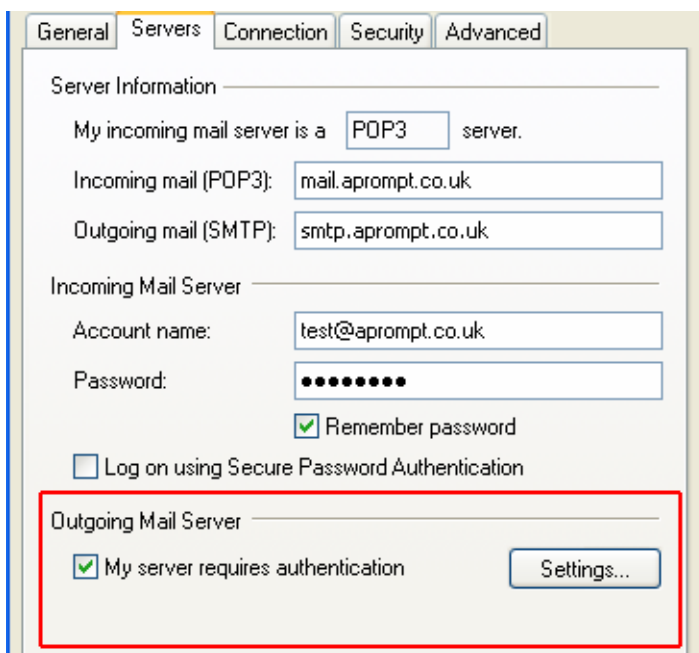 General Servers Connection Security Advanced
Server Information
My incoming mail server is a POP3 server.
Incoming mail (POP3): mail.aprompt.co.uk
Outgoing mail (SMTP): smtp.aprompt.co.uk
Incoming Mail Server
Account name: test@aprompt.co.uk
Password: ●●●●●●●●
Remember password
Log on using Secure Password Authentication
Outgoing Mail Server
My server requires authentication Settings...